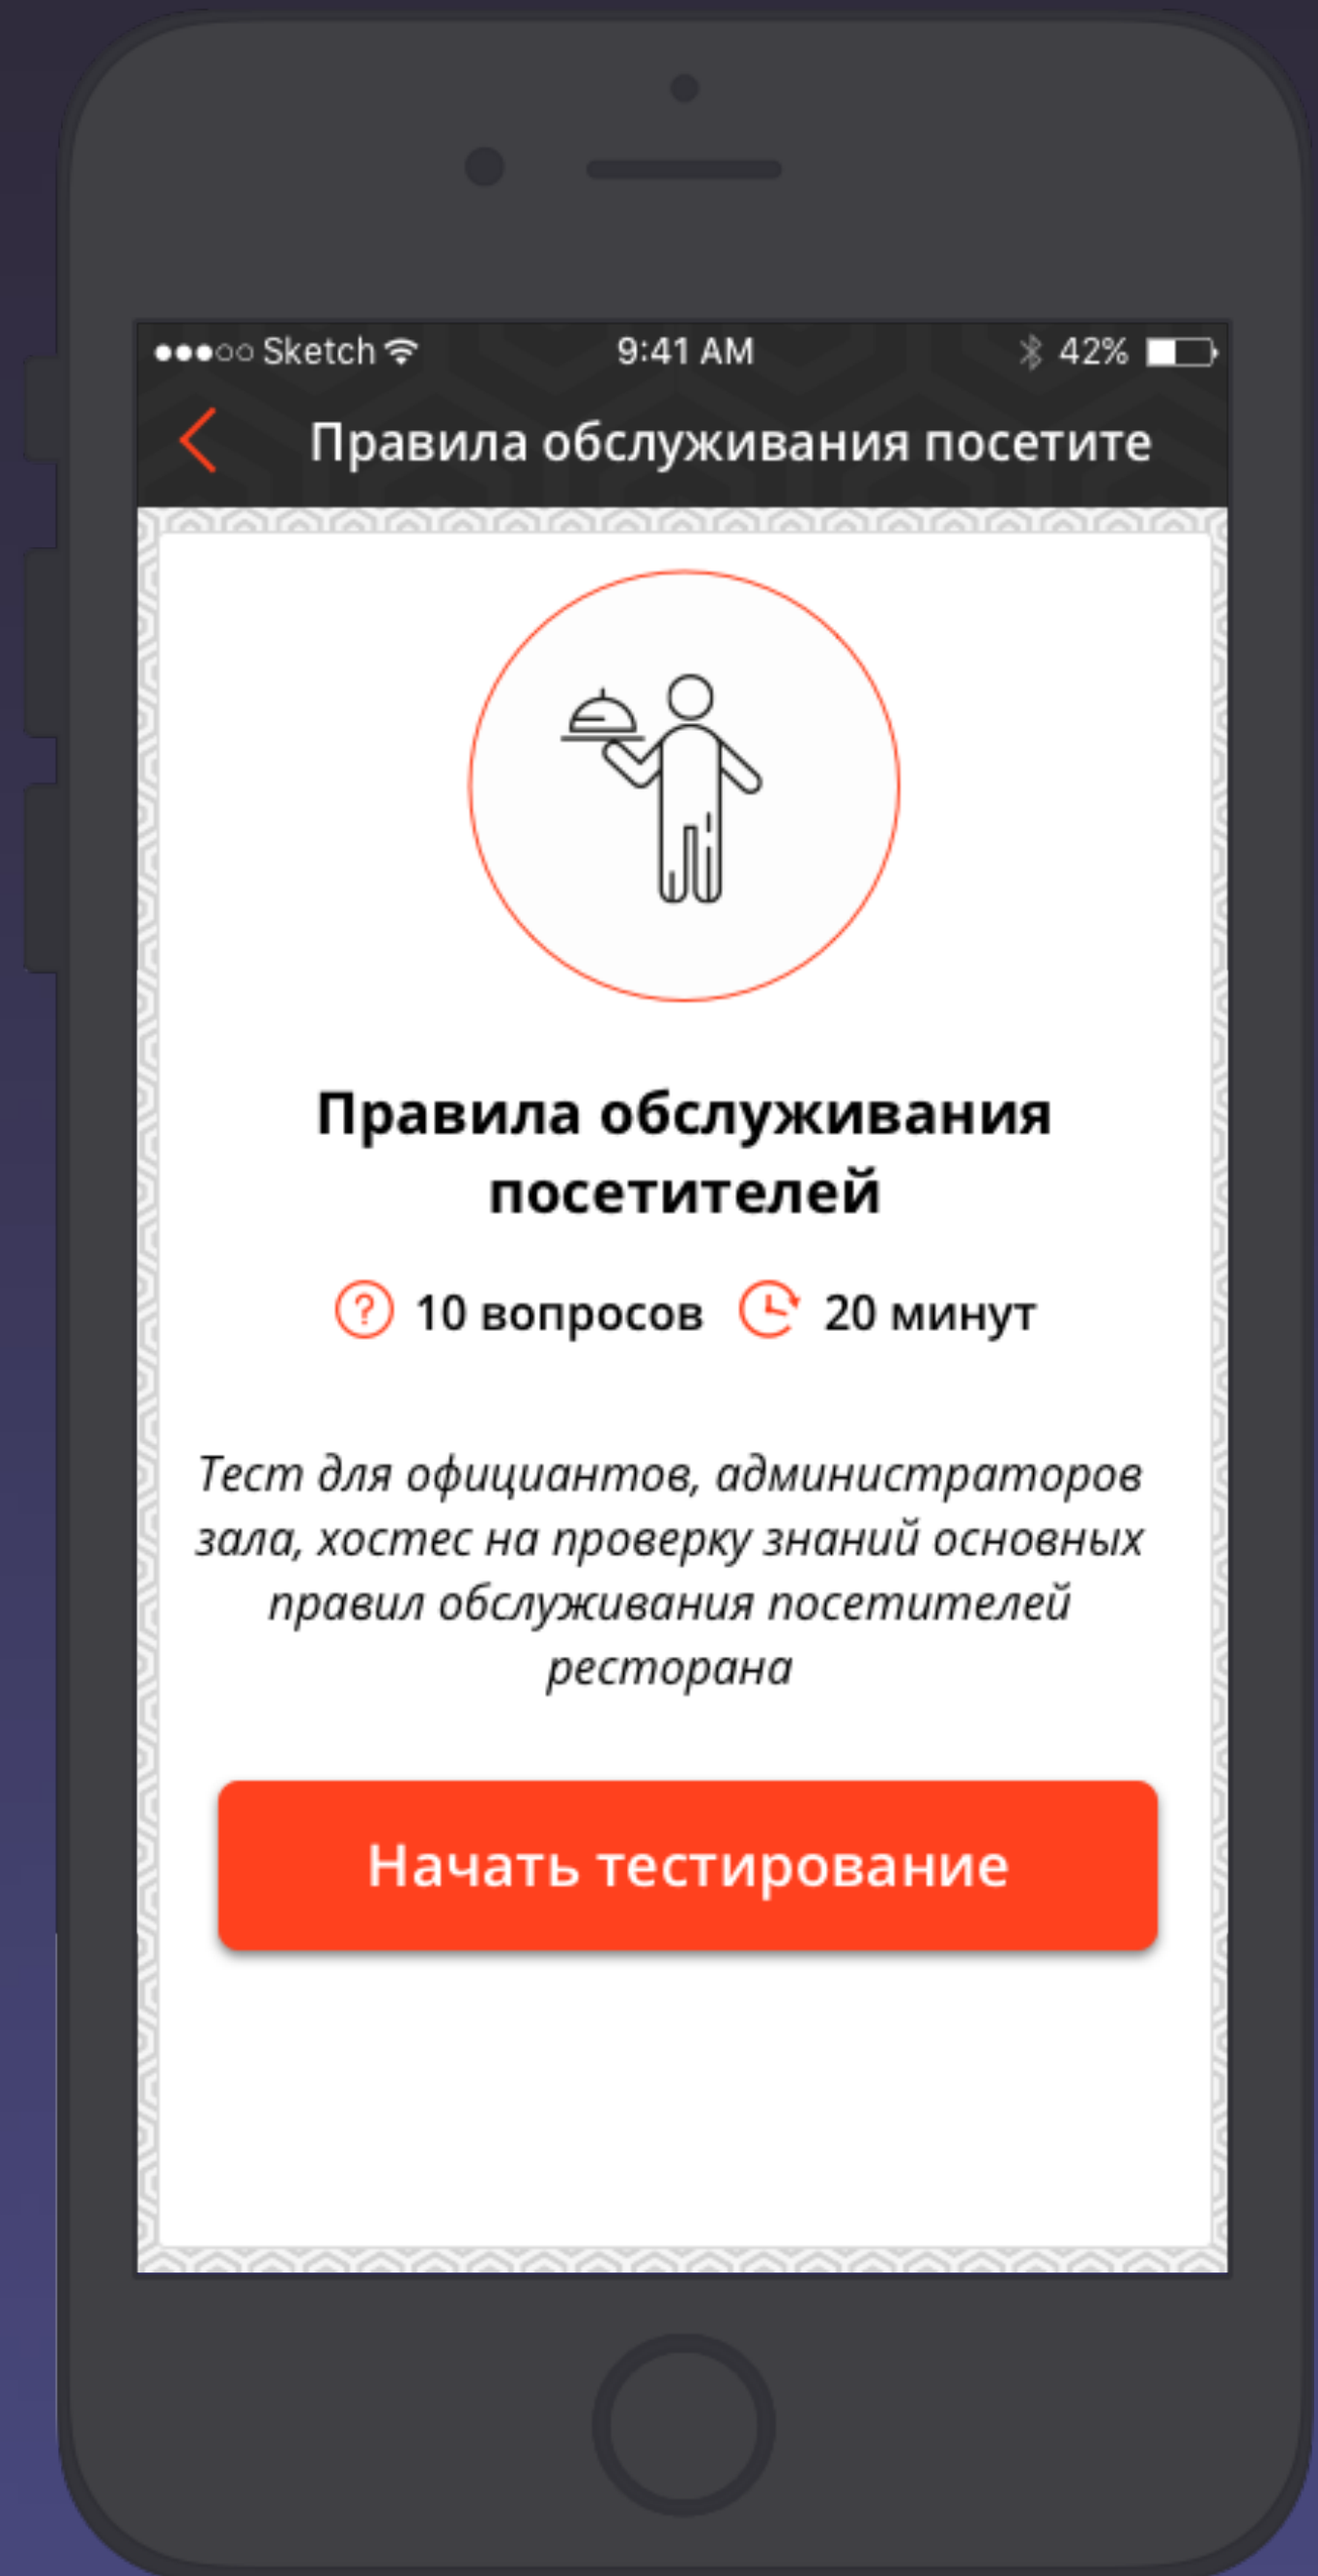 Sketch 9:41 AM 42%
Правила обслуживания посетите
Правила обслуживания
посетителей
? 10 вопросов 20 минут
Тест для официантов, администраторов
зала, хостес на проверку знаний основных
правил обслуживания посетителей
ресторана
Начать тестирование